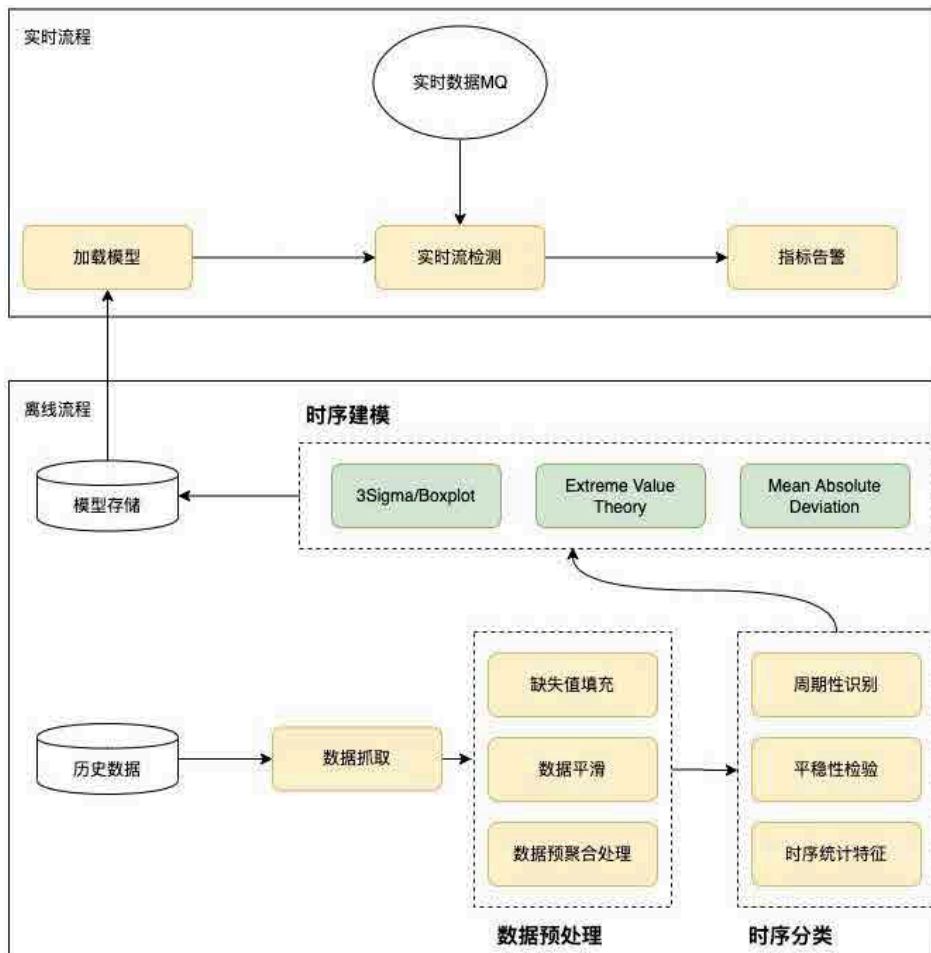 实时流程
实时数据MQ
加载模型
实时流检测
指标告警
离线流程
时序建模
模型存储
3Sigma/Boxplot
Extreme Value
Theory
Mean Absolute
Deviation
缺失值填充
周期性识别
历史数据
数据抓取
数据平滑
平稳性检验
数据预聚合处理
时序统计特征
数据预处理
时序分类